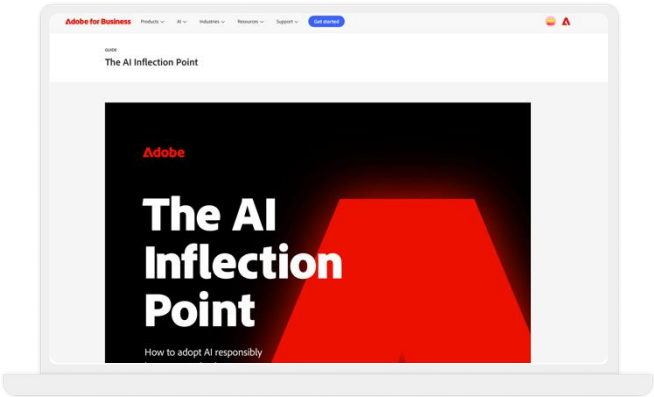 Adobe for Business Products AI Industries Resources Support Get started
GUIDE
The AI Inflection Point
Adobe
The AI
Inflection
Point
How to adopt AI responsibly